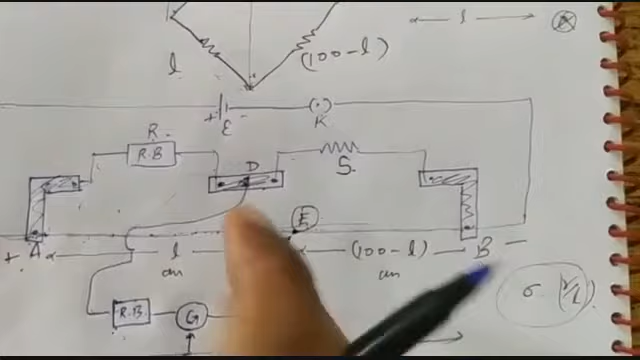 l
l (100-l)
+ E -
K
R.
R.B
D
S.
E
+ A l (100-l) B -
cm cm
R.B G
σ